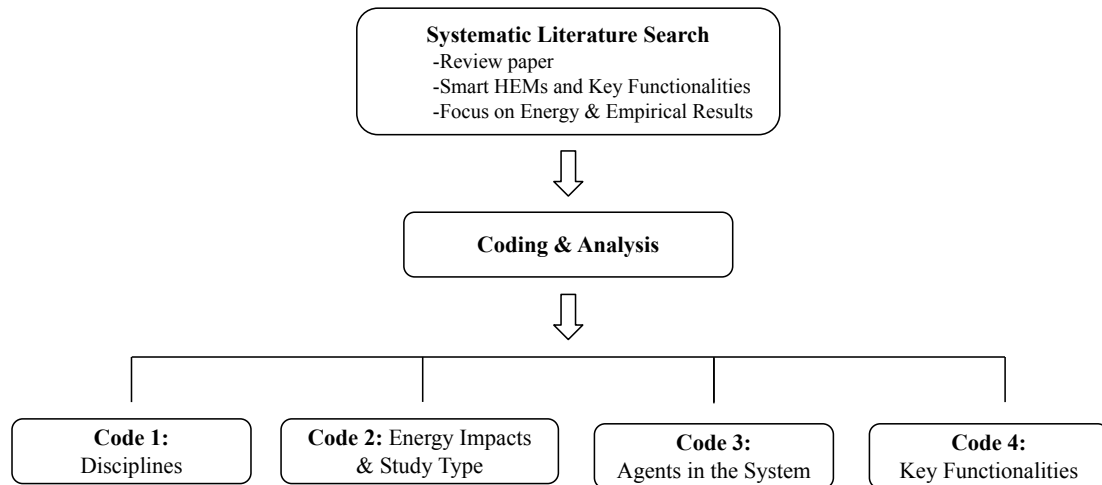 Systematic Literature Search
-Review paper
-Smart HEMs and Key Functionalities
-Focus on Energy & Empirical Results
Coding & Analysis
Code 1:
Disciplines
Code 2: Energy Impacts
& Study Type
Code 3:
Agents in the System
Code 4:
Key Functionalities